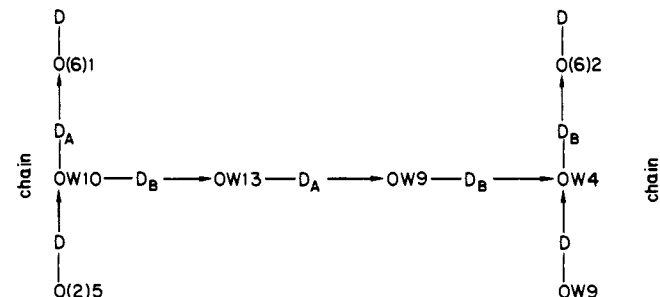 D D
O(6)1 O(6)2
D_A D_B
chain OW10—D_B→OW13—D_A→OW9—D_B→OW4 chain
D D
O(2)5 OW9